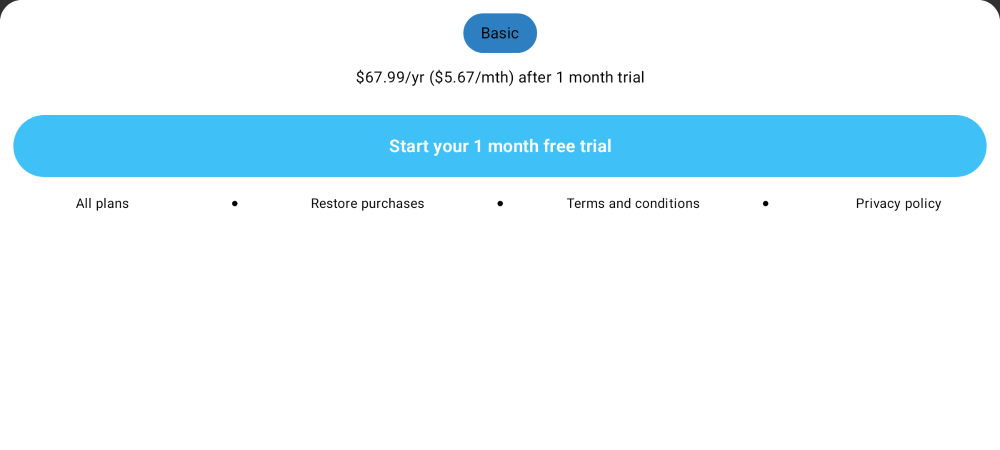 Basic
$67.99/yr ($5.67/mth) after 1 month trial
Start your 1 month free trial
All plans • Restore purchases • Terms and conditions • Privacy policy